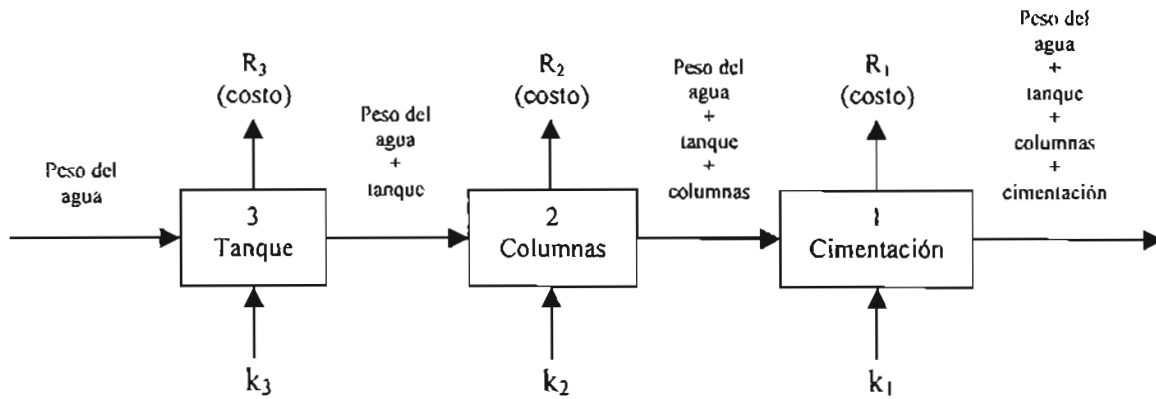 Peso del
agua
R₃
(costo)
3
Tanque
k₃
Peso del
agua
+
tanque
R₂
(costo)
2
Columnas
k₂
Peso del
agua
+
tanque
+
columnas
R₁
(costo)
1
Cimentación
k₁
Peso del
agua
+
tanque
+
columnas
+
cimentación